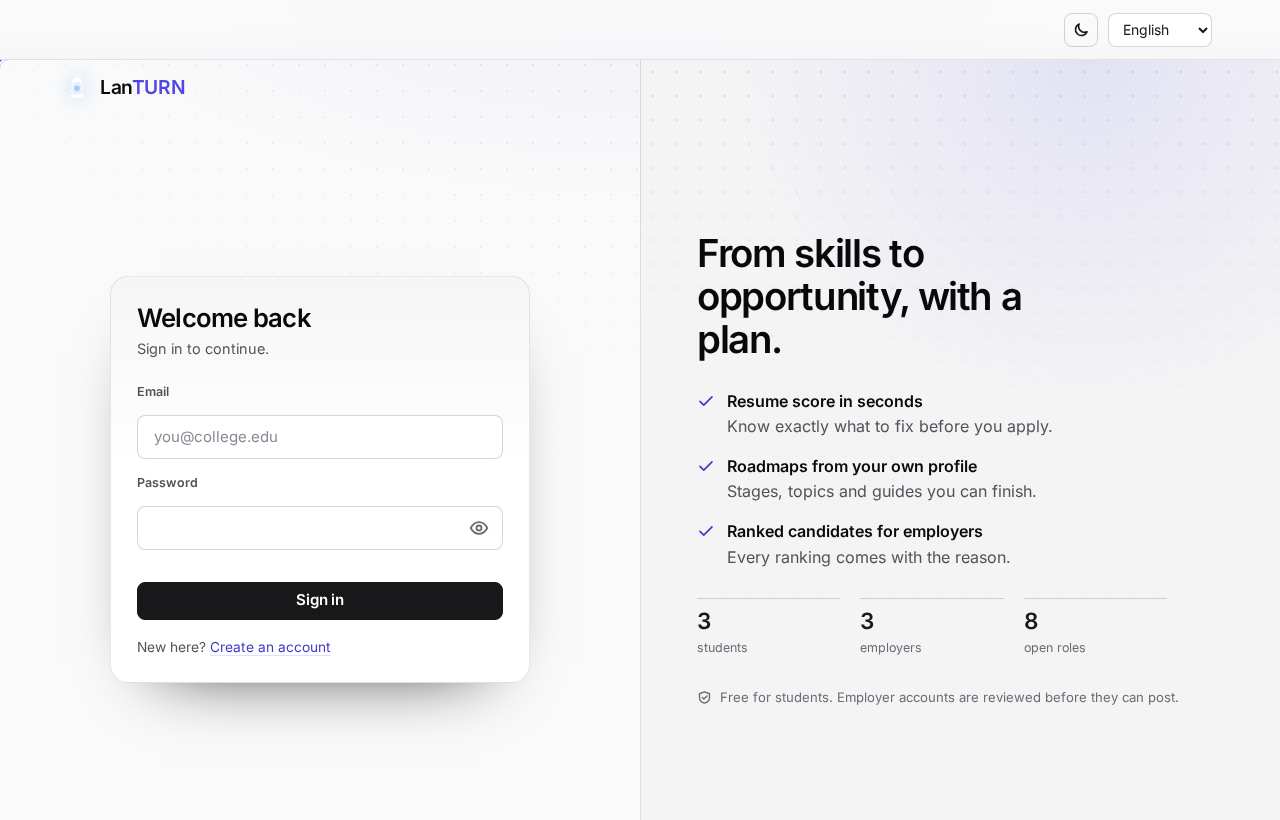 English
LanTURN
Welcome back
Sign in to continue.
Email
you@college.edu
Password
Sign in
New here? Create an account
From skills to
opportunity, with a
plan.
Resume score in seconds
Know exactly what to fix before you apply.
Roadmaps from your own profile
Stages, topics and guides you can finish.
Ranked candidates for employers
Every ranking comes with the reason.
3 3 8
students employers open roles
Free for students. Employer accounts are reviewed before they can post.